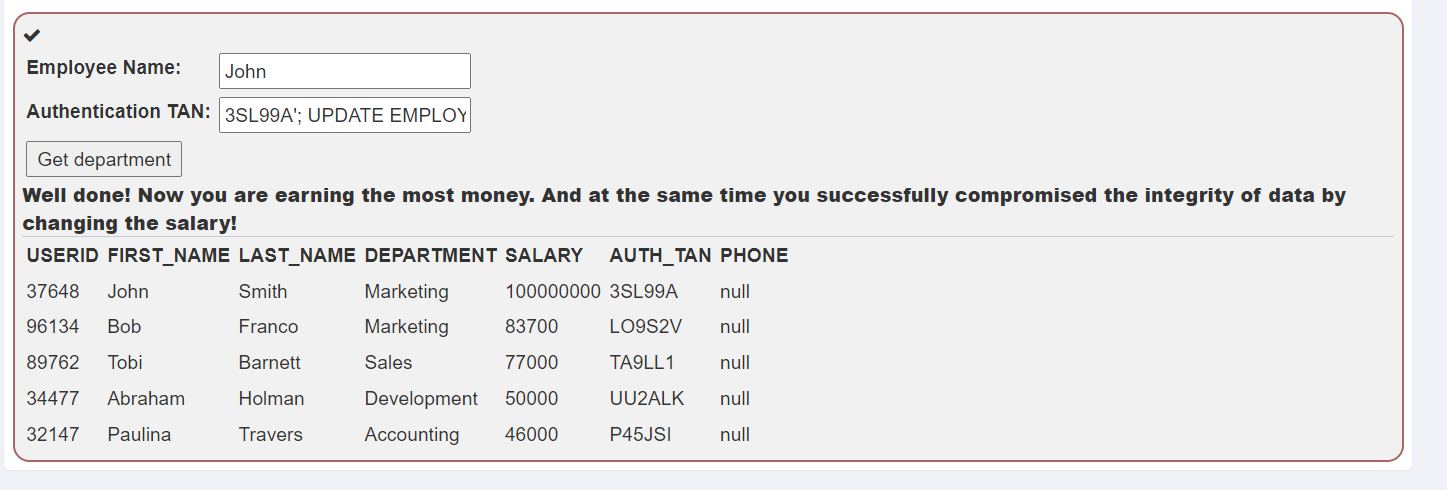 Employee Name: John
Authentication TAN: 3SL99A'; UPDATE EMPLOY
Get department
Well done! Now you are earning the most money. And at the same time you successfully compromised the integrity of data by
changing the salary!
USERID FIRST_NAME LAST_NAME DEPARTMENT SALARY AUTH_TAN PHONE
37648 John Smith Marketing 100000000 3SL99A null
96134 Bob Franco Marketing 83700 LO9S2V null
89762 Tobi Barnett Sales 77000 TA9LL1 null
34477 Abraham Holman Development 50000 UU2ALK null
32147 Paulina Travers Accounting 46000 P45JSI null